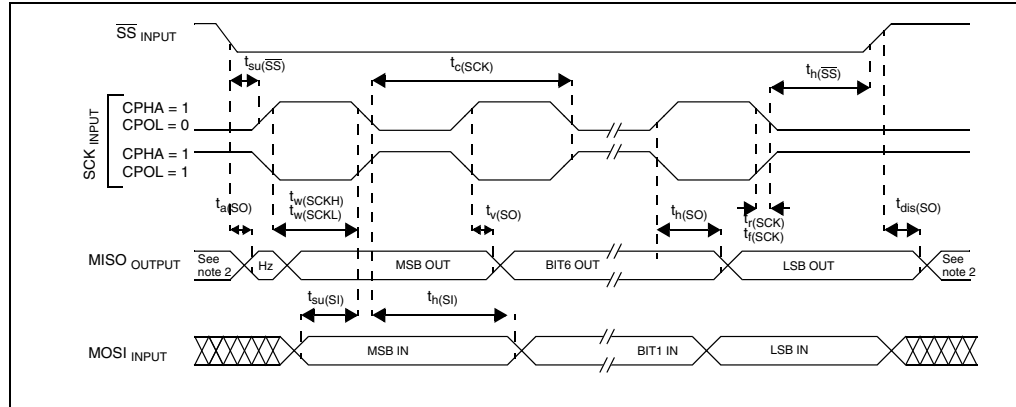 SS INPUT
tsu(SS)
tc(SCK)
th(SS)
SCK INPUT
CPHA = 1
CPOL = 0
CPHA = 1
CPOL = 1
ta(SO)
tw(SCKH)
tw(SCKL)
tv(SO)
th(SO)
tr(SCK)
tf(SCK)
tdis(SO)
MISO OUTPUT
See
note 2
Hz
MSB OUT
BIT6 OUT
LSB OUT
See
note 2
tsu(SI)
th(SI)
MOSI INPUT
MSB IN
BIT1 IN
LSB IN